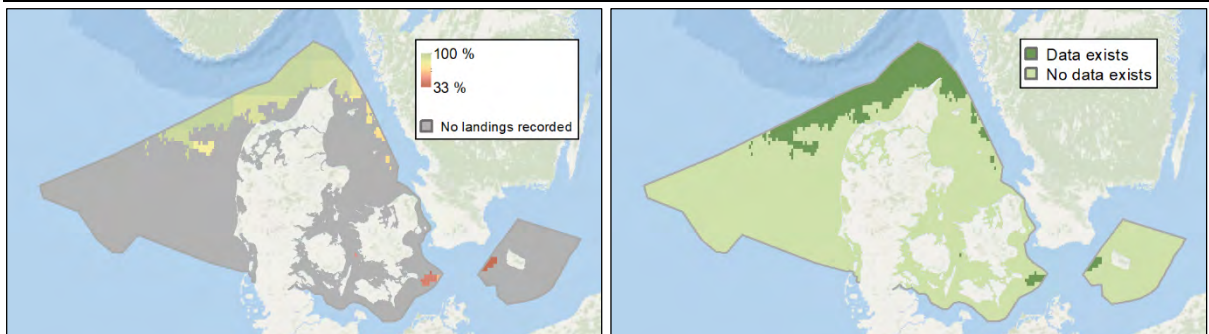 100 %
33 %
No landings recorded
Data exists
No data exists